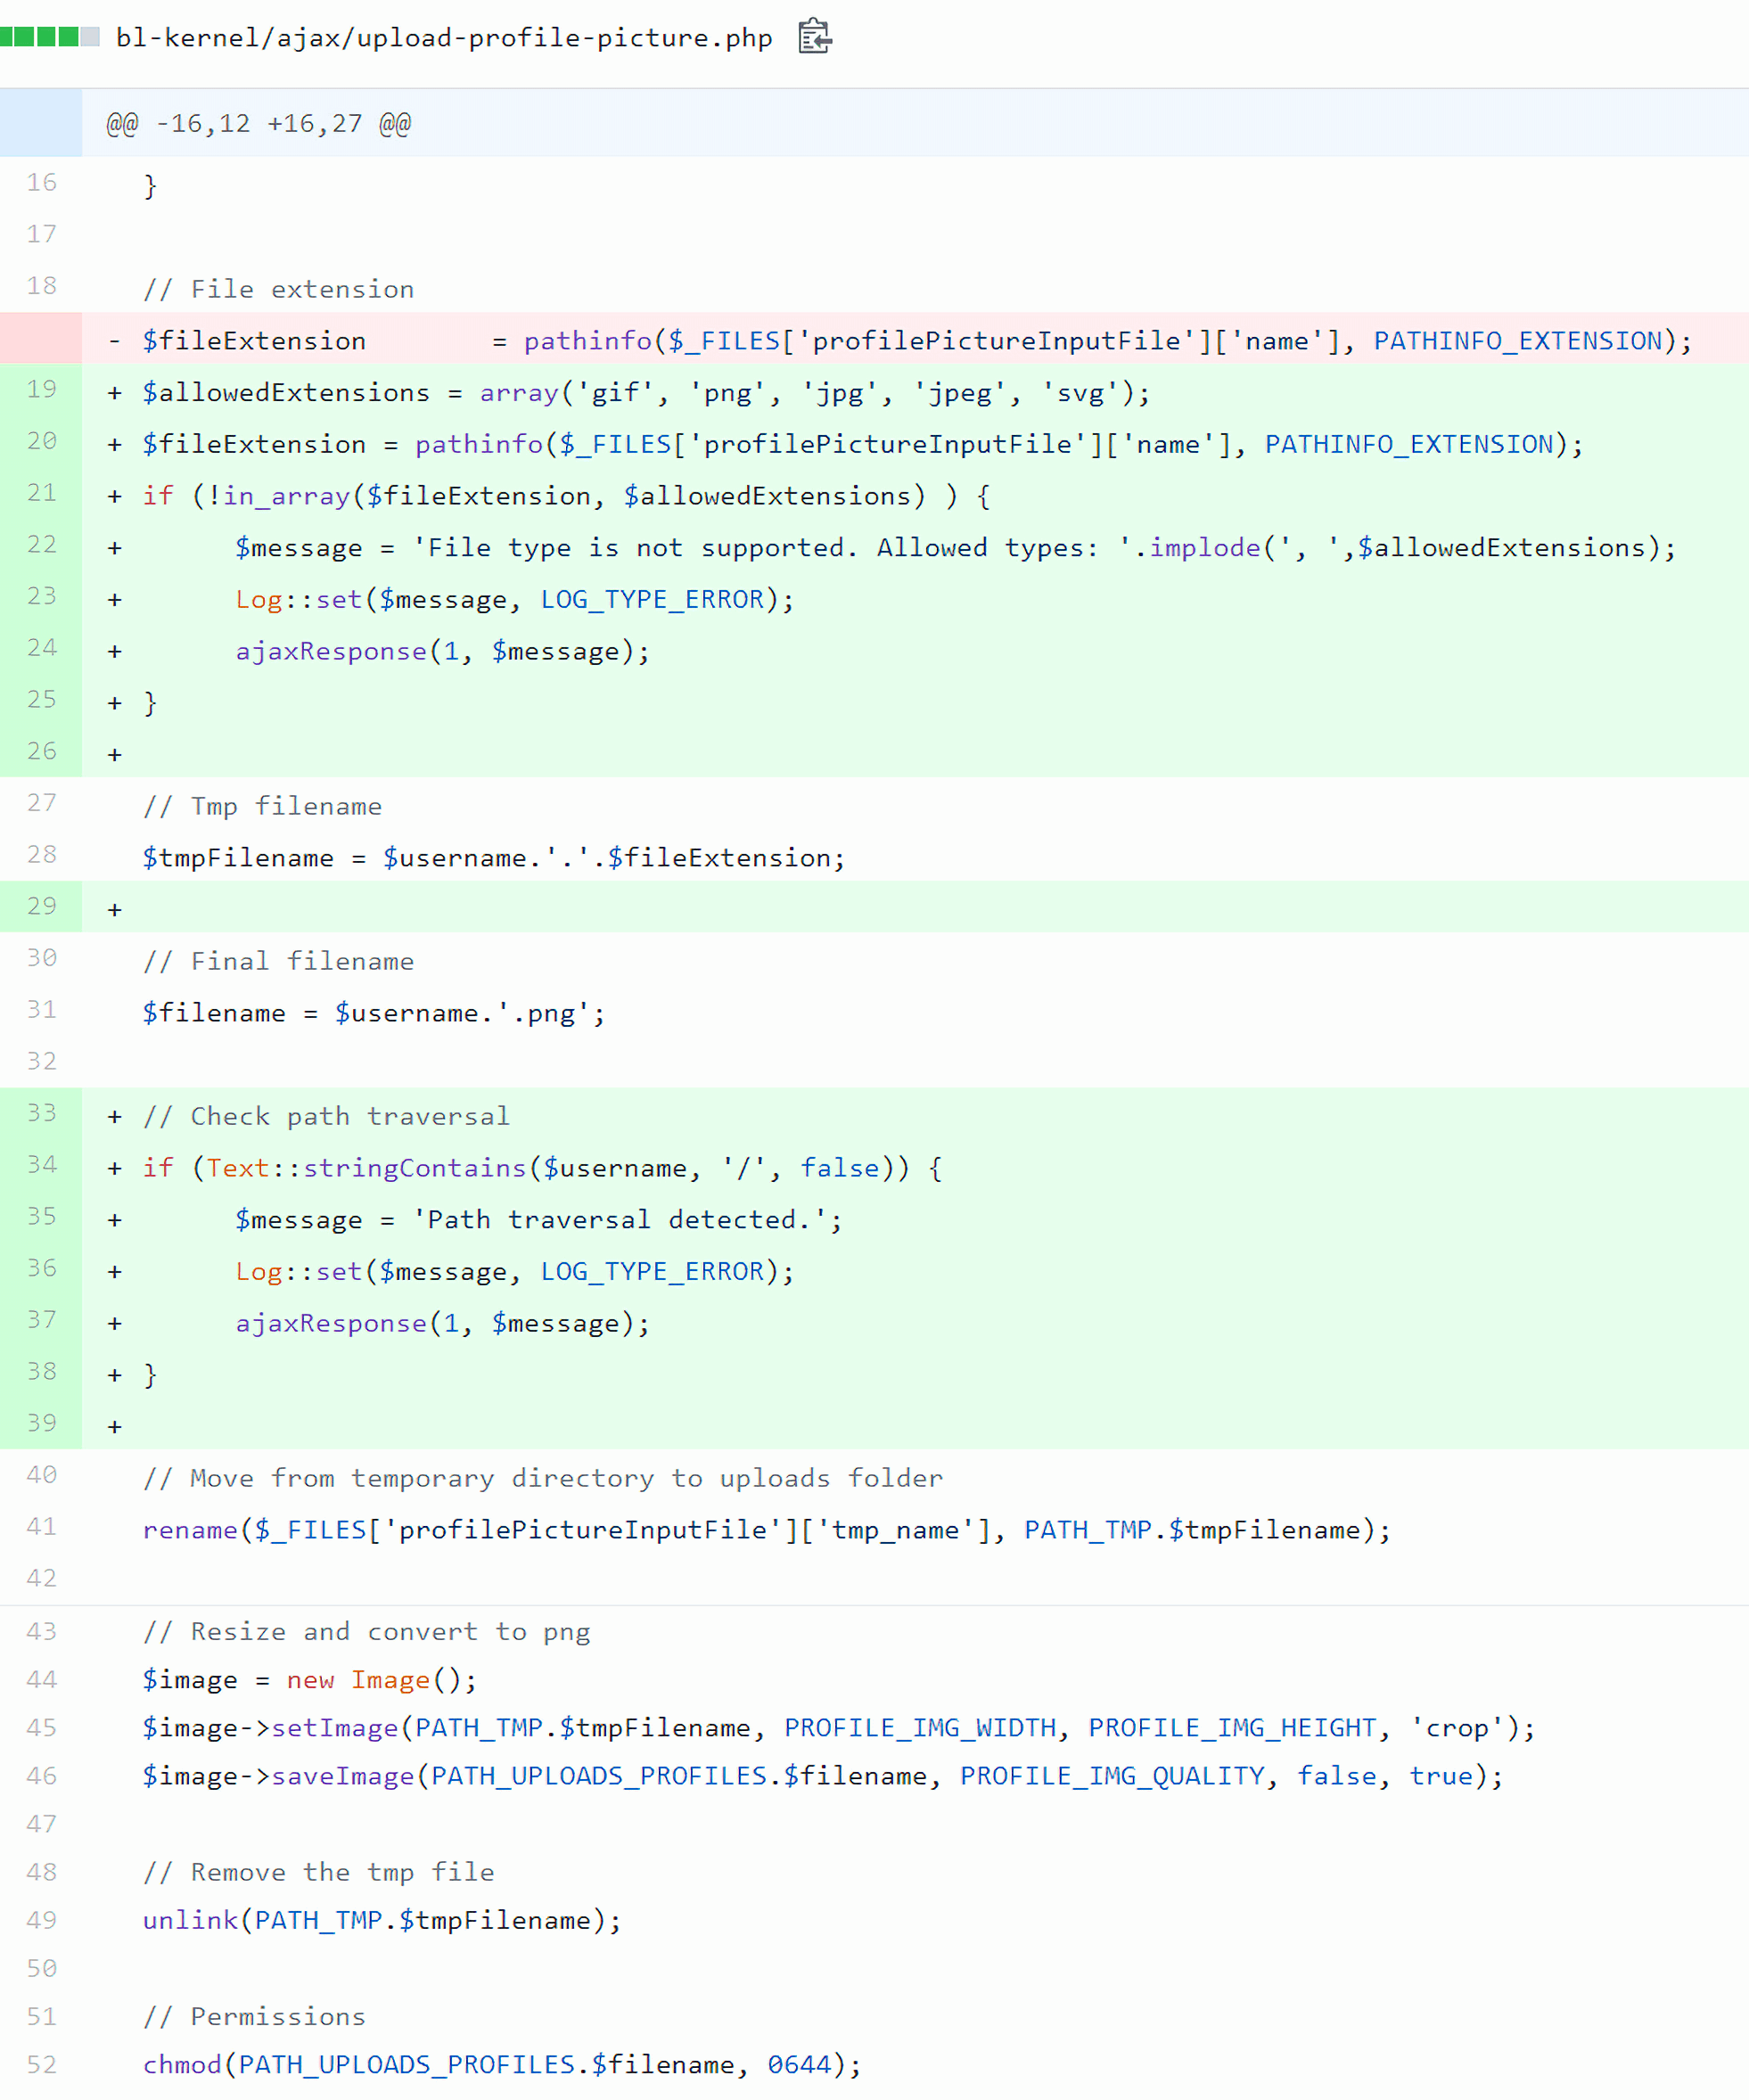 bl-kernel/ajax/upload-profile-picture.php
@@ -16,12 +16,27 @@
16 }
17
18 // File extension
- $fileExtension        = pathinfo($_FILES['profilePictureInputFile']['name'], PATHINFO_EXTENSION);
19 + $allowedExtensions = array('gif', 'png', 'jpg', 'jpeg', 'svg');
20 + $fileExtension = pathinfo($_FILES['profilePictureInputFile']['name'], PATHINFO_EXTENSION);
21 + if (!in_array($fileExtension, $allowedExtensions) ) {
22 +       $message = 'File type is not supported. Allowed types: '.implode(', ',$allowedExtensions);
23 +       Log::set($message, LOG_TYPE_ERROR);
24 +       ajaxResponse(1, $message);
25 + }
26 +
27 // Tmp filename
28 $tmpFilename = $username.'.'.$fileExtension;
29 +
30 // Final filename
31 $filename = $username.'.png';
32
33 + // Check path traversal
34 + if (Text::stringContains($username, '/', false)) {
35 +       $message = 'Path traversal detected.';
36 +       Log::set($message, LOG_TYPE_ERROR);
37 +       ajaxResponse(1, $message);
38 + }
39 +
40 // Move from temporary directory to uploads folder
41 rename($_FILES['profilePictureInputFile']['tmp_name'], PATH_TMP.$tmpFilename);
42
43 // Resize and convert to png
44 $image = new Image();
45 $image->setImage(PATH_TMP.$tmpFilename, PROFILE_IMG_WIDTH, PROFILE_IMG_HEIGHT, 'crop');
46 $image->saveImage(PATH_UPLOADS_PROFILES.$filename, PROFILE_IMG_QUALITY, false, true);
47
48 // Remove the tmp file
49 unlink(PATH_TMP.$tmpFilename);
50
51 // Permissions
52 chmod(PATH_UPLOADS_PROFILES.$filename, 0644);